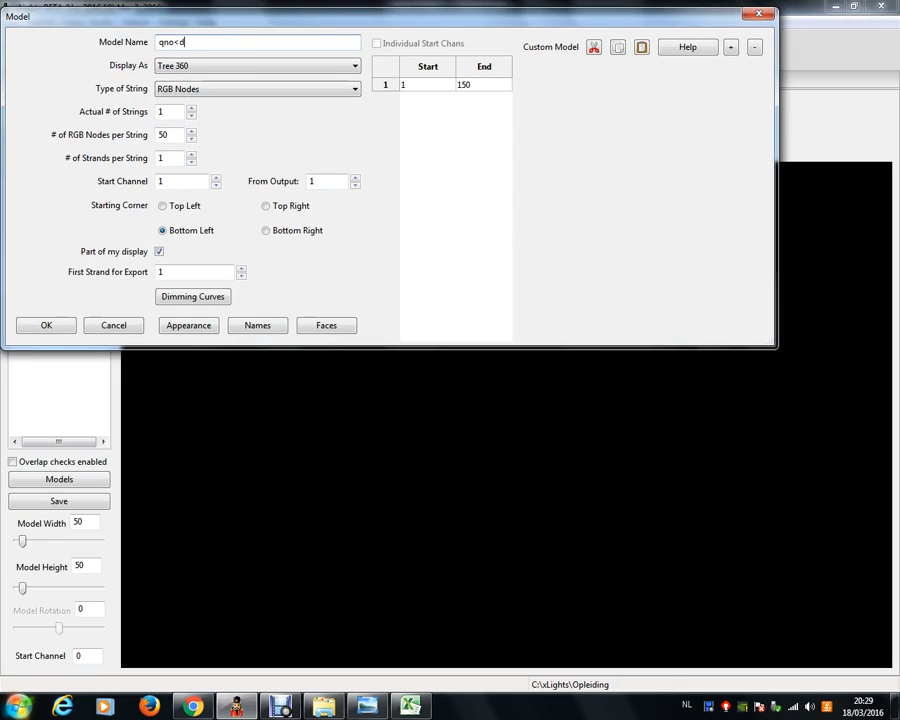 Model
Model Name qno<d
Individual Start Chans
Custom Model
Help
+
-
Display As Tree 360
Start End
1 1 150
Type of String RGB Nodes
Actual # of Strings 1
# of RGB Nodes per String 50
# of Strands per String 1
Start Channel 1 From Output: 1
Starting Corner Top Left Top Right
Bottom Left Bottom Right
Part of my display
First Strand for Export 1
Dimming Curves
OK Cancel Appearance Names Faces
Overlap checks enabled
Models
Save
Model Width 50
Model Height 50
Model Rotation 0
Start Channel 0
C:\xLights\Opleiding
NL
20:29
18/03/2016